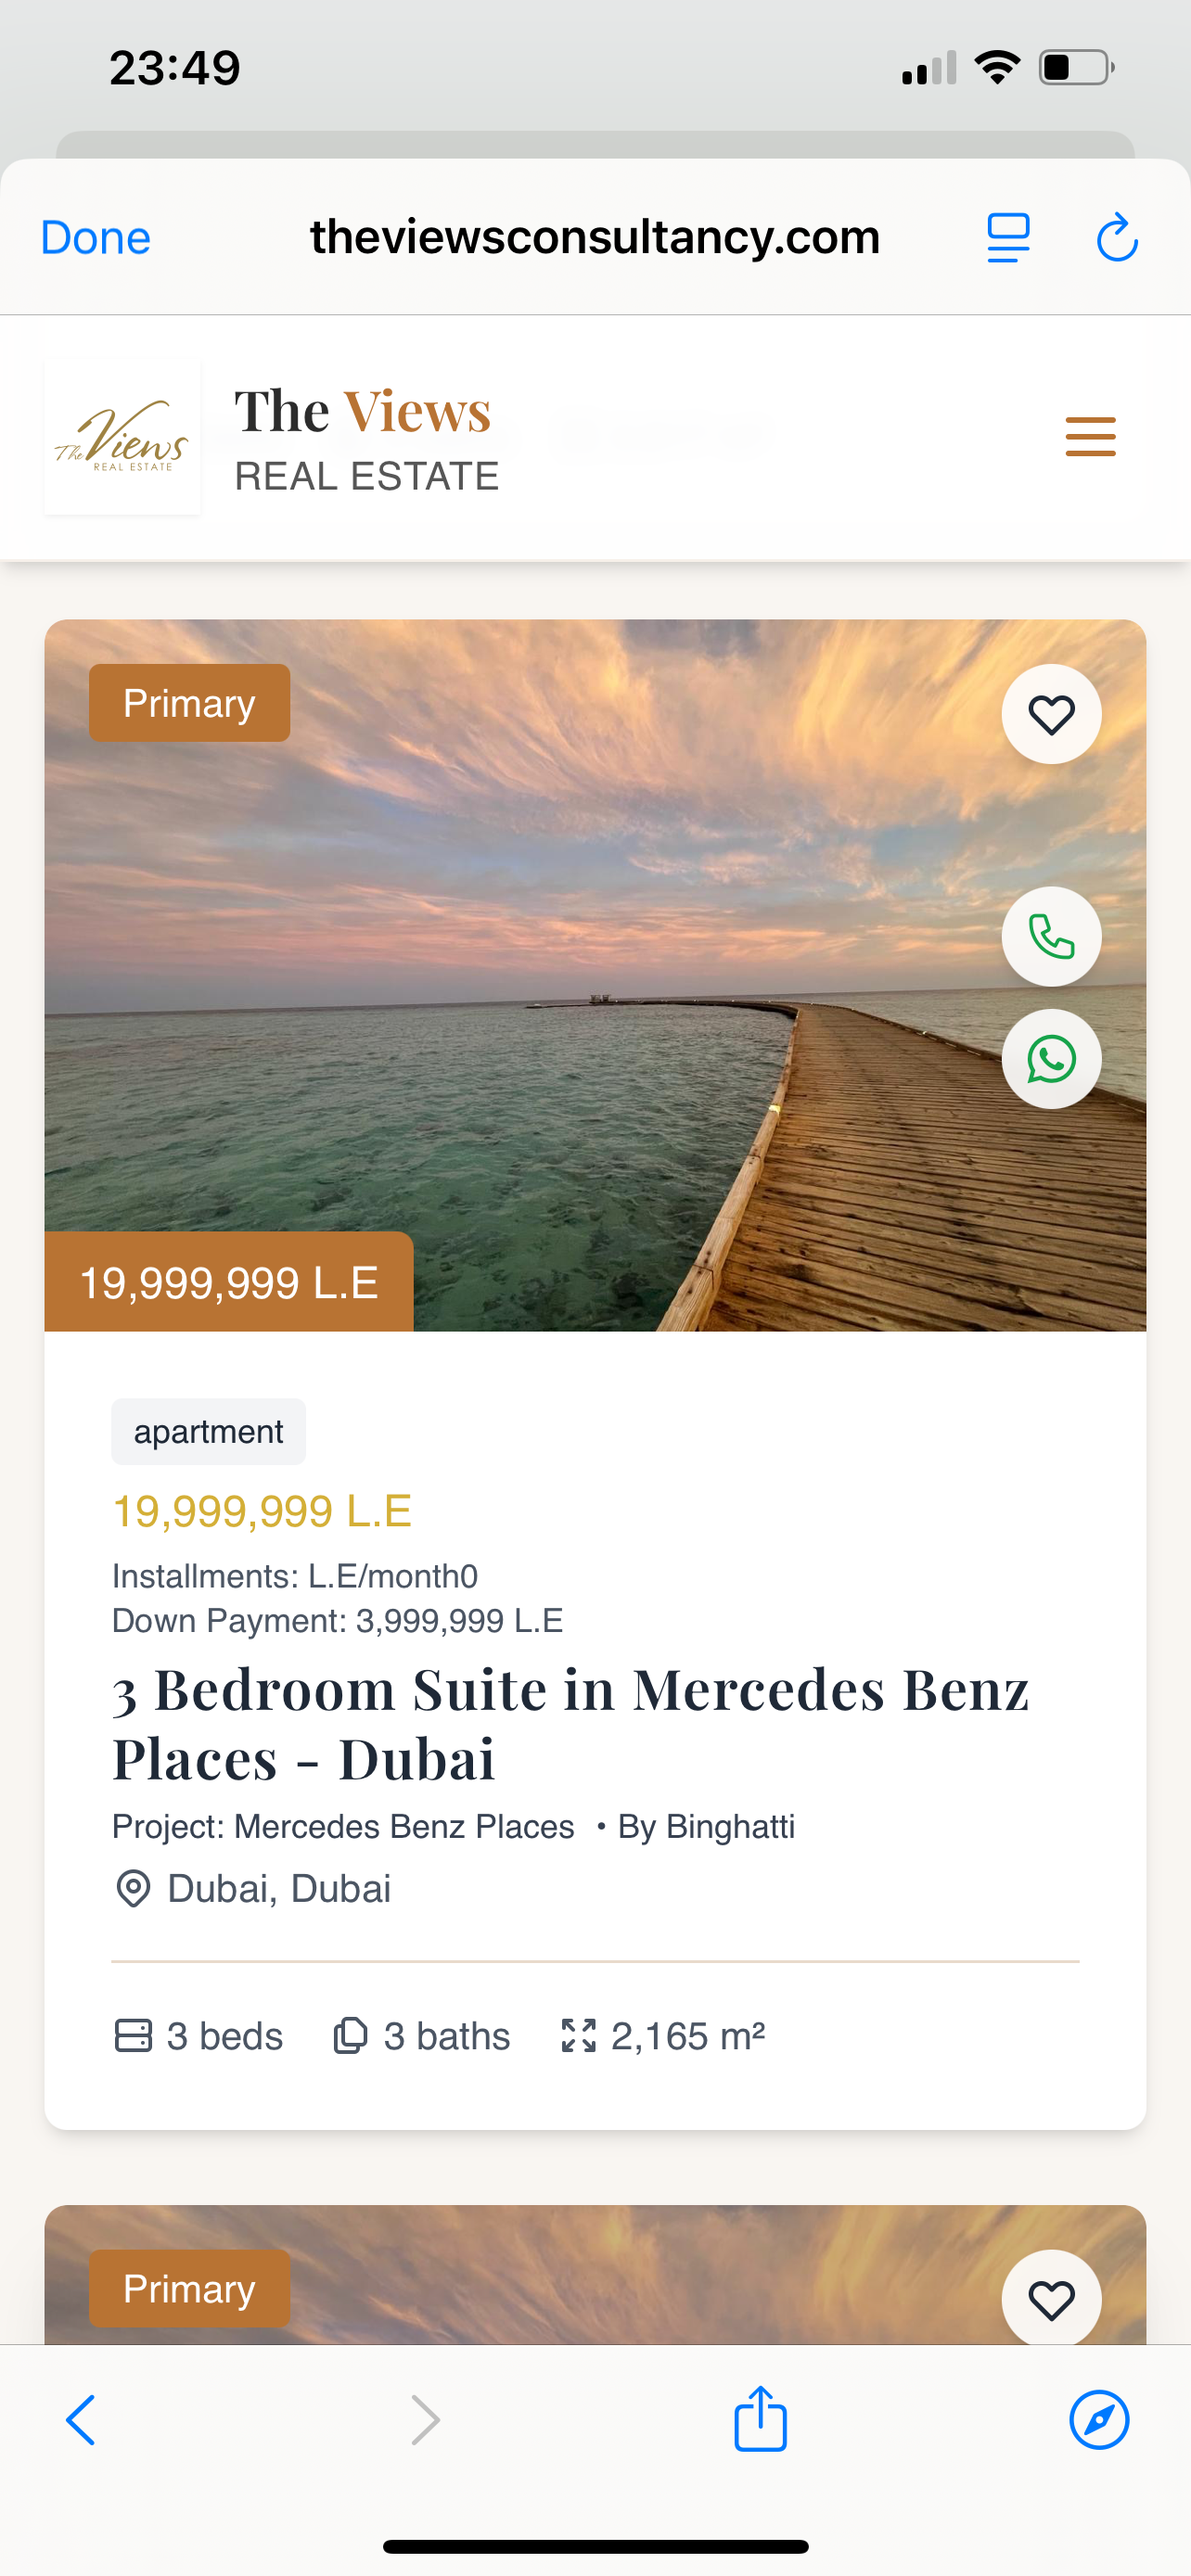 23:49
Done
theviewsconsultancy.com
The Views
REAL ESTATE
The Views
REAL ESTATE
Primary
19,999,999 L.E
apartment
19,999,999 L.E
Installments: L.E/month0
Down Payment: 3,999,999 L.E
3 Bedroom Suite in Mercedes Benz
Places - Dubai
Project: Mercedes Benz Places • By Binghatti
Dubai, Dubai
3 beds 3 baths 2,165 m²
Primary